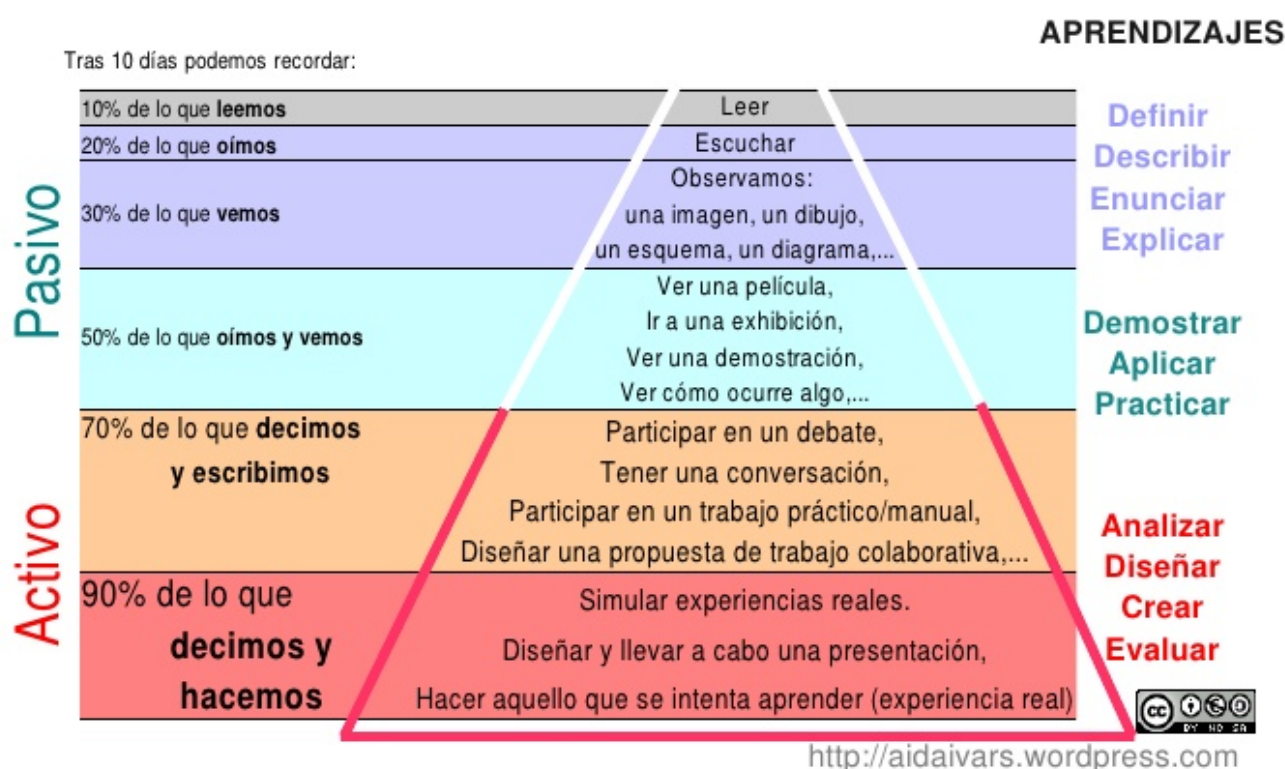 APRENDIZAJES
Tras 10 días podemos recordar:
Pasivo
10% de lo que leemos
Leer
20% de lo que oímos
Escuchar
30% de lo que vemos
Observamos:
una imagen, un dibujo,
un esquema, un diagrama,...
Definir
Describir
Enunciar
Explicar
50% de lo que oímos y vemos
Ver una película,
Ir a una exhibición,
Ver una demostración,
Ver cómo ocurre algo,...
Demostrar
Aplicar
Practicar
Activo
70% de lo que decimos
y escribimos
Participar en un debate,
Tener una conversación,
Participar en un trabajo práctico/manual,
Diseñar una propuesta de trabajo colaborativa,...
90% de lo que
decimos y
hacemos
Simular experiencias reales.
Diseñar y llevar a cabo una presentación,
Hacer aquello que se intenta aprender (experiencia real)
Analizar
Diseñar
Crear
Evaluar
cc
BY NC SA
http://aidaivars.wordpress.com